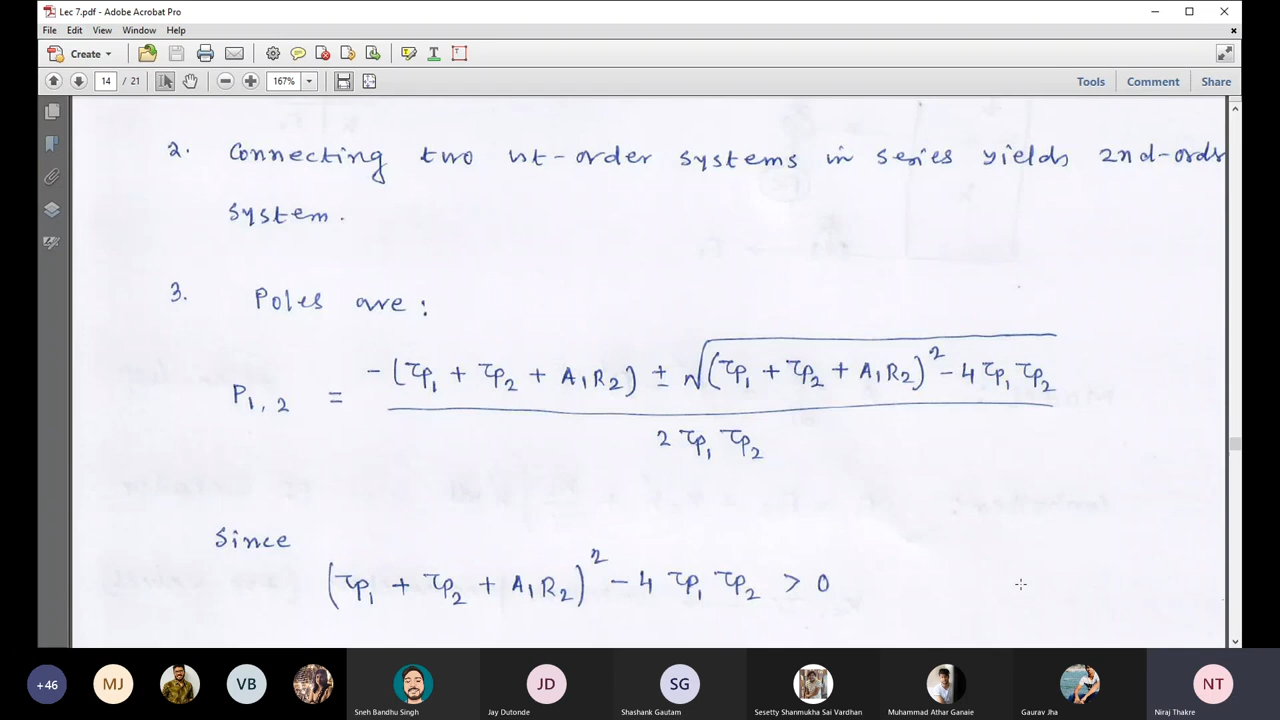 Lec 7.pdf - Adobe Acrobat Pro
File Edit View Window Help
Create
14 / 21 167% Tools Comment Share
2. Connecting two 1st-order systems in series yields 2nd-ord
system.
3. Poles are:
P1,2 = -(τp1 + τp2 + A1R2) ± √(τp1 + τp2 + A1R2)² - 4 τp1 τp2
2 τp1 τp2
Since
(τp1 + τp2 + A1R2)² - 4 τp1 τp2 > 0
+46 MJ VB JD SG NT
Sneh Bandhu Singh Jay Dutonde Shashank Gautam Sesetty Shanmukha Sai Vardhan Muhammad Athar Ganaie Gaurav Jha Niraj Thakre